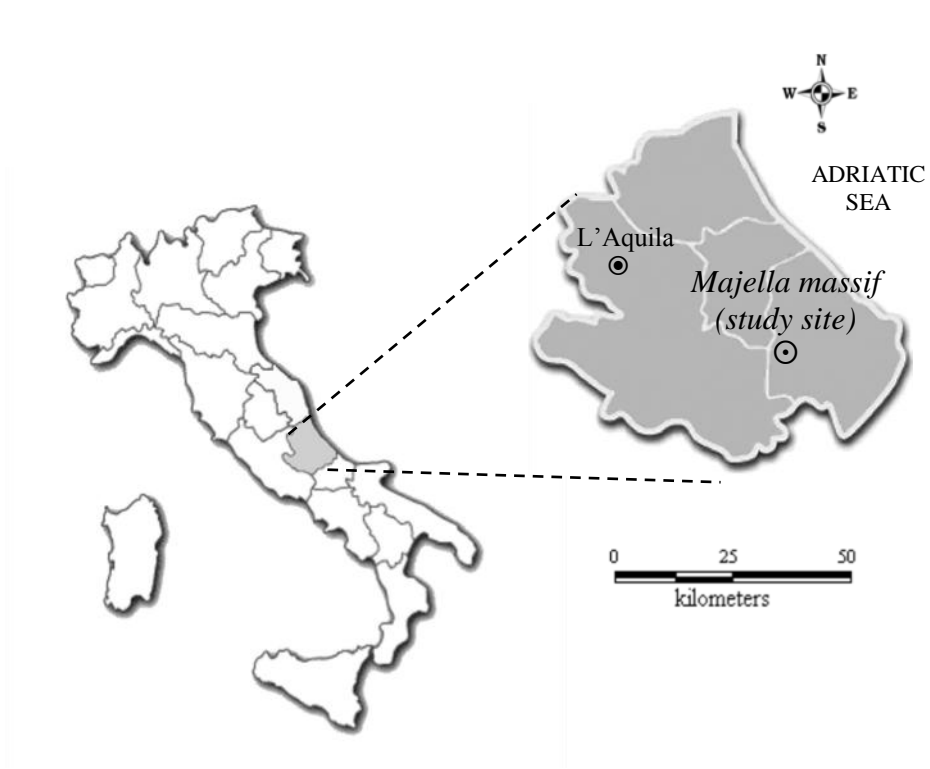 N
W E
S
ADRIATIC
SEA
L’Aquila
Majella massif
(study site)
0 25 50
kilometers